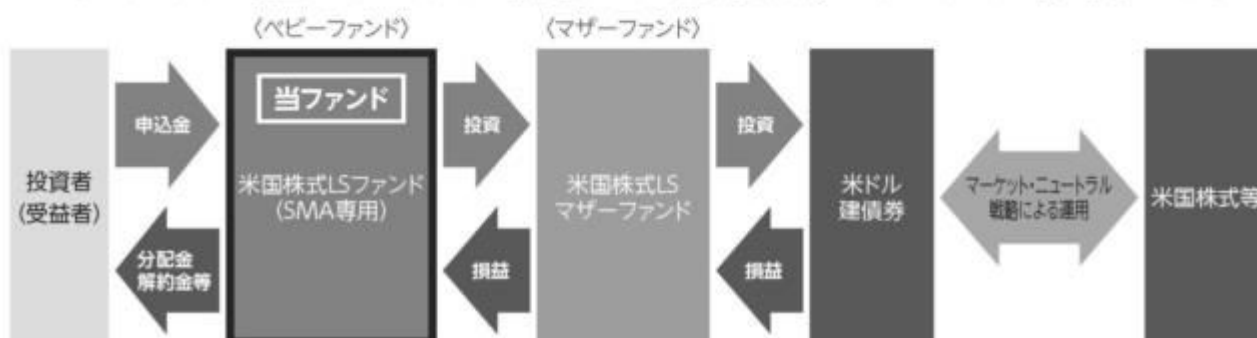 〈ベビーファンド〉
〈マザーファンド〉
投資者
(受益者)
申込金
分配金
解約金等
当ファンド
米国株式LSファンド
(SMA専用)
投資
損益
米国株式LS
マザーファンド
投資
損益
米ドル
建債券
マーケット・ニュートラル
戦略による運用
米国株式等